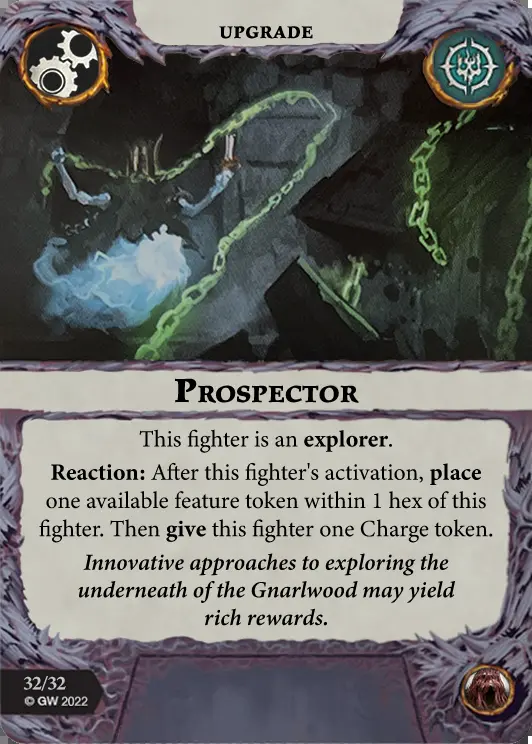 UPGRADE
PROSPECTOR
This fighter is an explorer.
Reaction: After this fighter's activation, place
one available feature token within 1 hex of this
fighter. Then give this fighter one Charge token.
Innovative approaches to exploring the
underneath of the Gnarlwood may yield
rich rewards.
32/32
© GW 2022